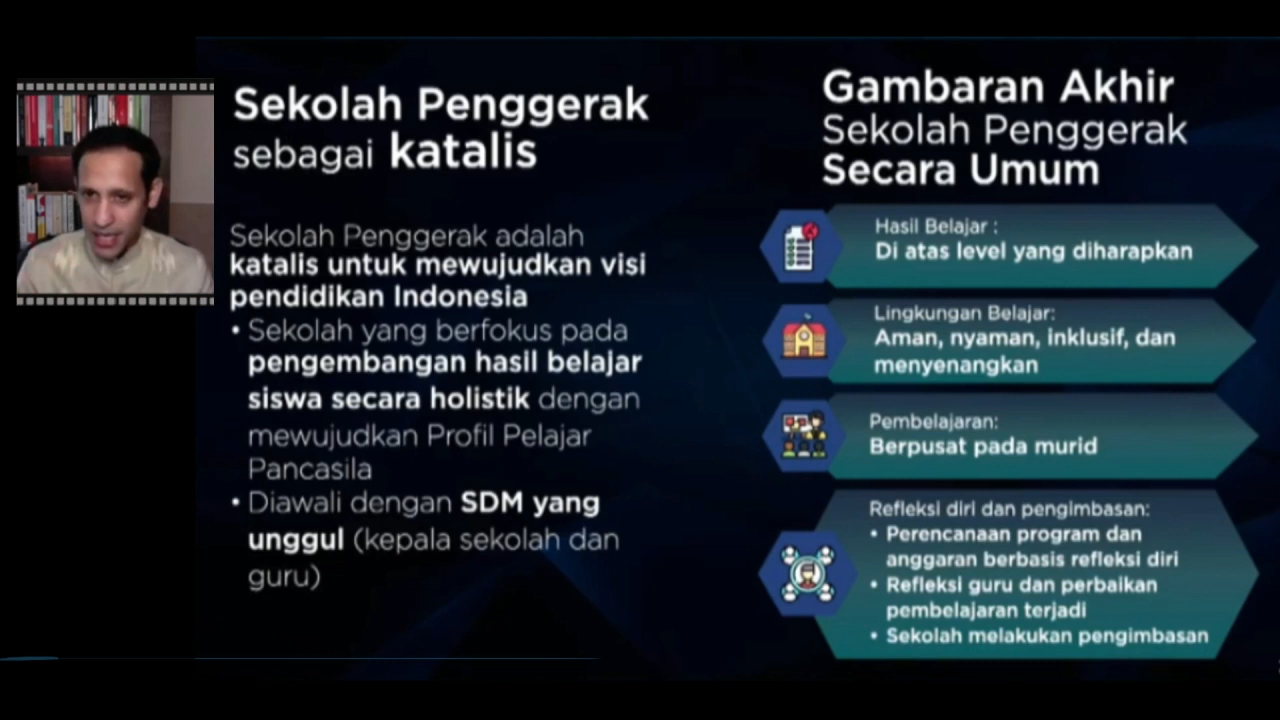 Sekolah Penggerak
sebagai katalis
Sekolah Penggerak adalah
katalis untuk mewujudkan visi
pendidikan Indonesia
• Sekolah yang berfokus pada
pengembangan hasil belajar
siswa secara holistik dengan
mewujudkan Profil Pelajar
Pancasila
• Diawali dengan SDM yang
unggul (kepala sekolah dan
guru)
Gambaran Akhir
Sekolah Penggerak
Secara Umum
Hasil Belajar :
Di atas level yang diharapkan
Lingkungan Belajar:
Aman, nyaman, inklusif, dan
menyenangkan
Pembelajaran:
Berpusat pada murid
Refleksi diri dan pengimbasan:
• Perencanaan program dan
anggaran berbasis refleksi diri
• Refleksi guru dan perbaikan
pembelajaran terjadi
• Sekolah melakukan pengimbasan